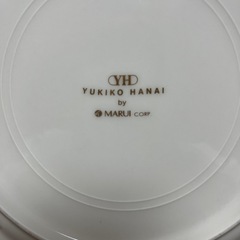 YH
YUKIKO HANAI
by
MARUI CORP